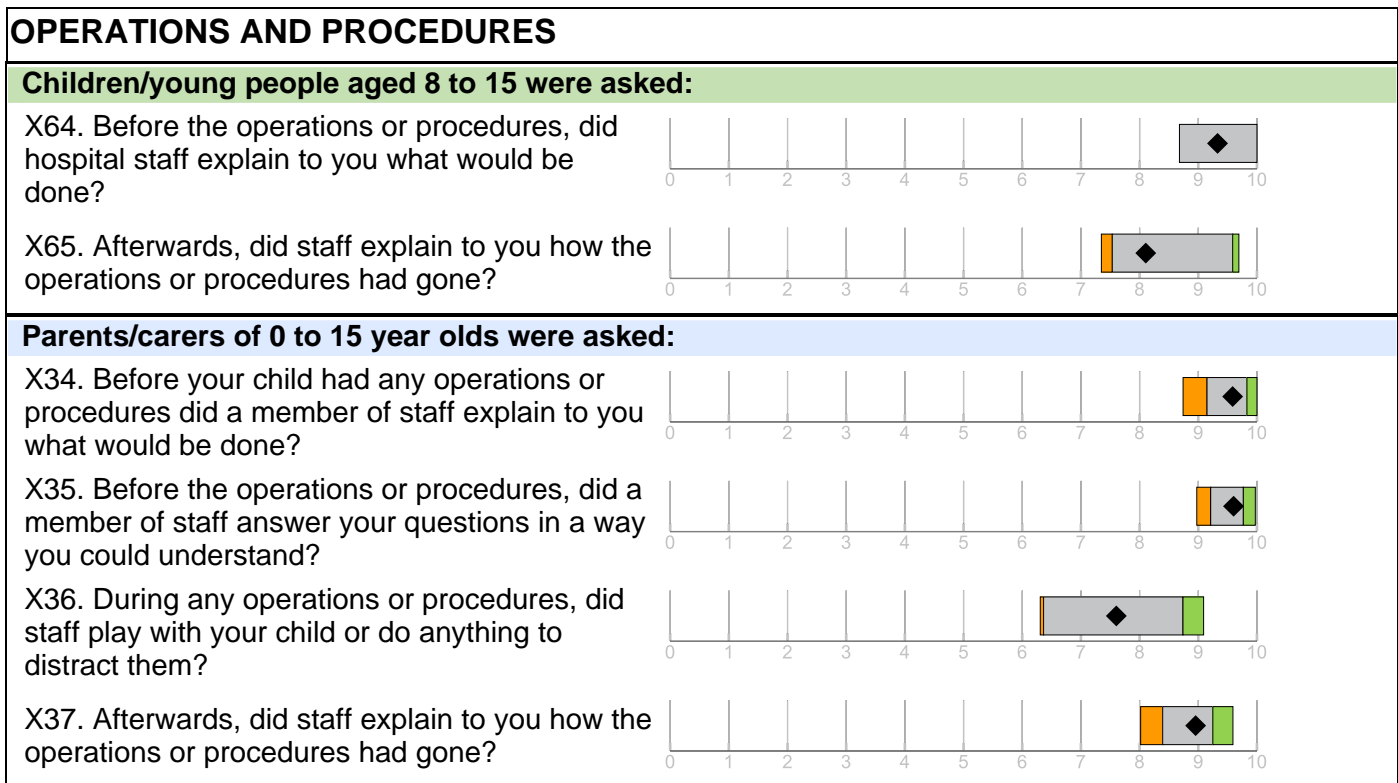 OPERATIONS AND PROCEDURES
Children/young people aged 8 to 15 were asked:
X64. Before the operations or procedures, did
hospital staff explain to you what would be
done?
0 1 2 3 4 5 6 7 8 9 10
X65. Afterwards, did staff explain to you how the
operations or procedures had gone?
0 1 2 3 4 5 6 7 8 9 10
Parents/carers of 0 to 15 year olds were asked:
X34. Before your child had any operations or
procedures did a member of staff explain to you
what would be done?
0 1 2 3 4 5 6 7 8 9 10
X35. Before the operations or procedures, did a
member of staff answer your questions in a way
you could understand?
0 1 2 3 4 5 6 7 8 9 10
X36. During any operations or procedures, did
staff play with your child or do anything to
distract them?
0 1 2 3 4 5 6 7 8 9 10
X37. Afterwards, did staff explain to you how the
operations or procedures had gone?
0 1 2 3 4 5 6 7 8 9 10